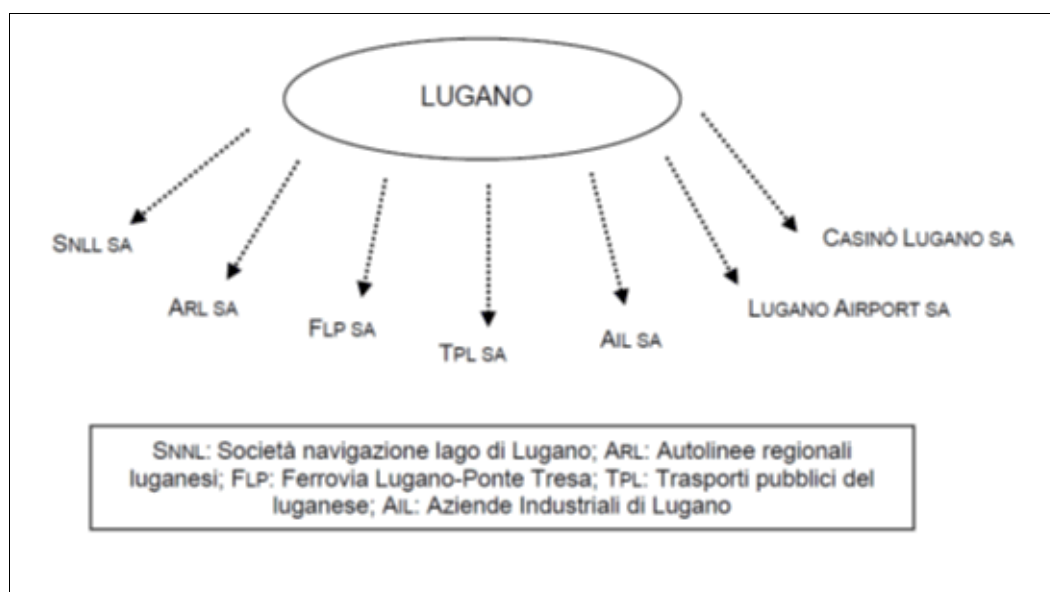 LUGANO
SNLL SA
CASINÒ LUGANO SA
ARL SA
LUGANO AIRPORT SA
FLP SA
AIL SA
TPL SA
SNNL: Società navigazione lago di Lugano; ARL: Autolinee regionali
luganesi; FLP: Ferrovia Lugano-Ponte Tresa; TPL: Trasporti pubblici del
luganese; AIL: Aziende Industriali di Lugano